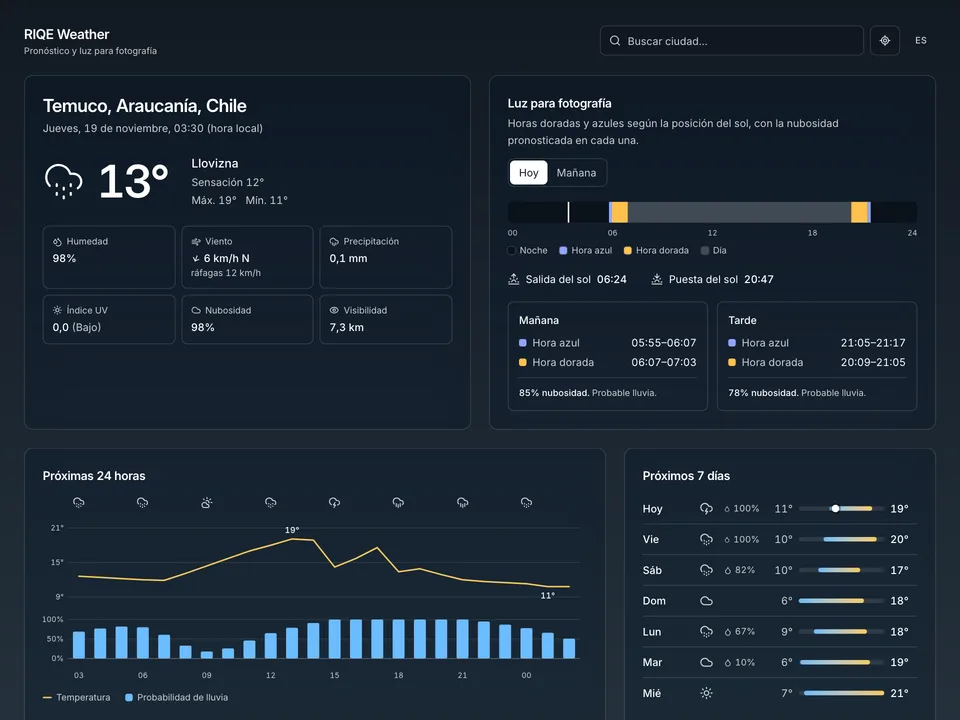 RIQE Weather
Pronóstico y luz para fotografía
Buscar ciudad...
ES
Temuco, Araucanía, Chile
Jueves, 19 de noviembre, 03:30 (hora local)
13°
Llovizna
Sensación 12°
Máx. 19° Mín. 11°
Humedad
98%
Viento
6 km/h N
ráfagas 12 km/h
Precipitación
0,1 mm
Índice UV
0,0 (Bajo)
Nubosidad
98%
Visibilidad
7,3 km
Luz para fotografía
Horas doradas y azules según la posición del sol, con la nubosidad
pronosticada en cada una.
Hoy Mañana
00 06 12 18 24
Noche Hora azul Hora dorada Día
Salida del sol 06:24 Puesta del sol 20:47
Mañana
Hora azul 05:55–06:07
Hora dorada 06:07–07:03
85% nubosidad. Probable lluvia.
Tarde
Hora azul 21:05–21:17
Hora dorada 20:09–21:05
78% nubosidad. Probable lluvia.
Próximas 24 horas
21°
15°
9°
19°
11°
100%
50%
0%
03 06 09 12 15 18 21 00
Temperatura Probabilidad de lluvia
Próximos 7 días
Hoy 100% 11° 19°
Vie 100% 10° 20°
Sáb 82% 10° 17°
Dom 6° 18°
Lun 67% 9° 18°
Mar 10% 6° 19°
Mié 7° 21°